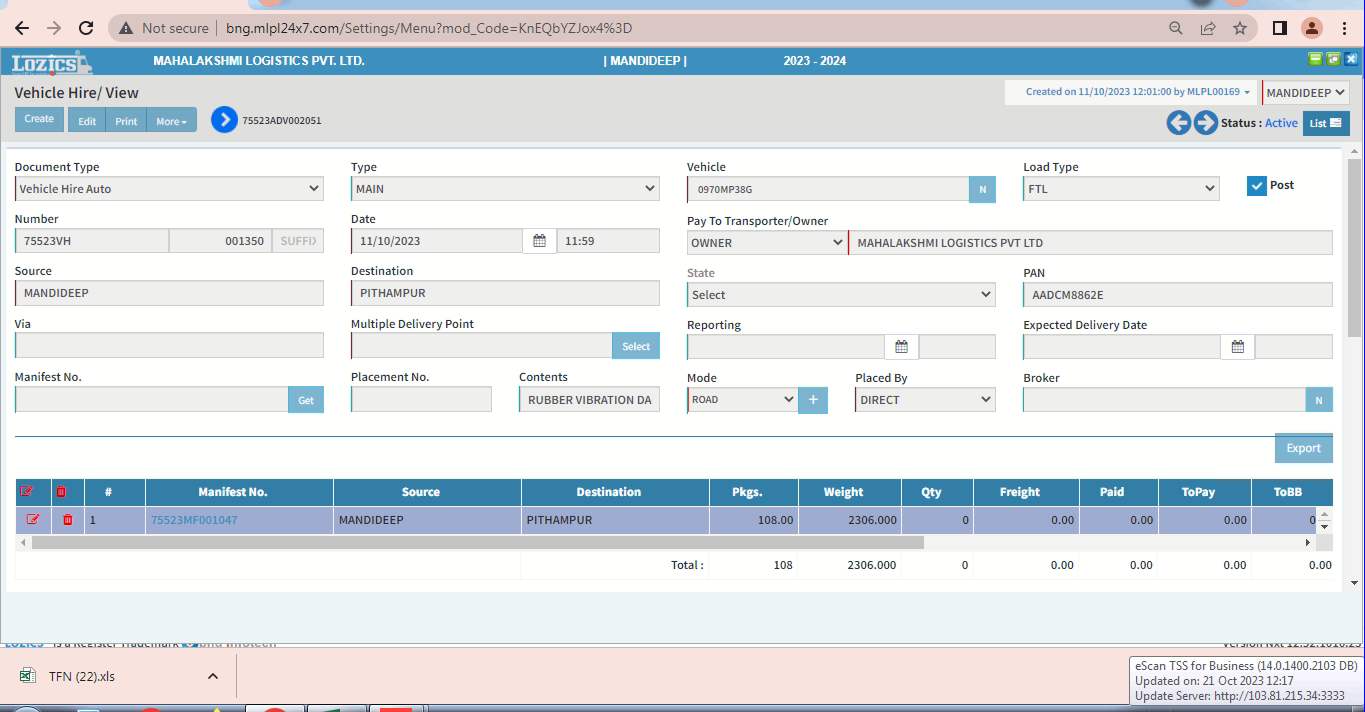 Not secure | bng.mlpl24x7.com/Settings/Menu?mod_Code=KnEQbYZJox4%3D
LOZICS MAHALAKSHMI LOGISTICS PVT. LTD. | MANDIDEEP | 2023 - 2024
Vehicle Hire/ View Created on 11/10/2023 12:01:00 by MLPL00169 MANDIDEEP
Create Edit Print More 75523ADV002051 Status : Active List
Document Type Type Vehicle Load Type
Vehicle Hire Auto MAIN 0970MP38G N FTL Post
Number Date Pay To Transporter/Owner
75523VH 001350 SUFFIX 11/10/2023 11:59 OWNER MAHALAKSHMI LOGISTICS PVT LTD
Source Destination State PAN
MANDIDEEP PITHAMPUR Select AADCM8862E
Via Multiple Delivery Point Reporting Expected Delivery Date
Select
Manifest No. Placement No. Contents Mode Placed By Broker
Get RUBBER VIBRATION DA ROAD + DIRECT N
Export
# Manifest No. Source Destination Pkgs. Weight Qty Freight Paid ToPay ToBB
1 75523MF001047 MANDIDEEP PITHAMPUR 108.00 2306.000 0 0.00 0.00 0.00 0
Total : 108 2306.000 0 0.00 0.00 0.00 0.00
TFN (22).xls
eScan TSS for Business (14.0.1400.2103 DB)
Updated on: 21 Oct 2023 12:17
Update Server: http://103.81.215.34:3333